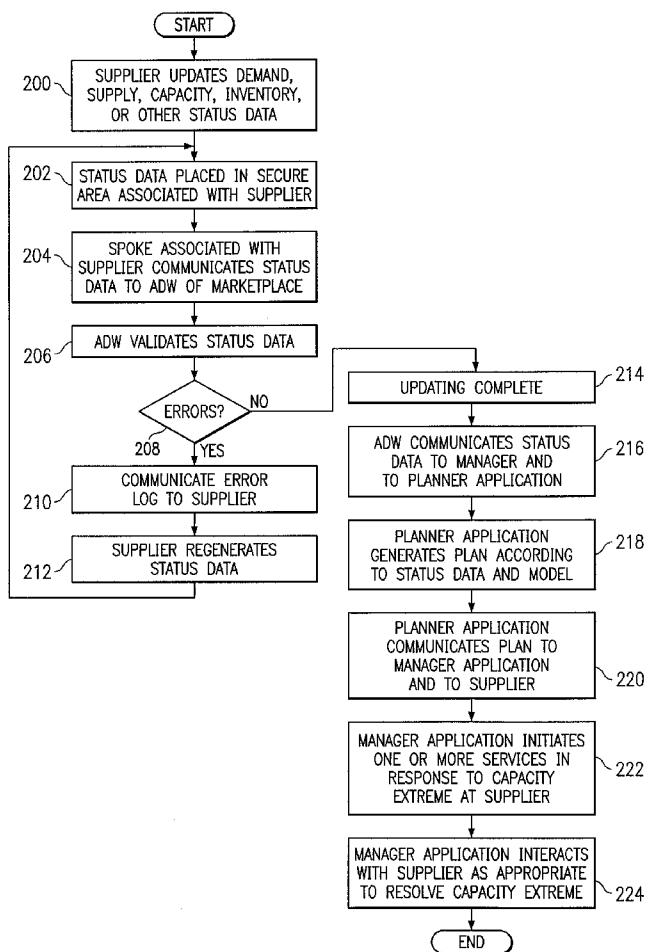 START
200
SUPPLIER UPDATES DEMAND,
SUPPLY, CAPACITY, INVENTORY,
OR OTHER STATUS DATA
202
STATUS DATA PLACED IN SECURE
AREA ASSOCIATED WITH SUPPLIER
204
SPOKE ASSOCIATED WITH
SUPPLIER COMMUNICATES STATUS
DATA TO ADW OF MARKETPLACE
206
ADW VALIDATES STATUS DATA
ERRORS?
NO
208
YES
210
COMMUNICATE ERROR
LOG TO SUPPLIER
212
SUPPLIER REGENERATES
STATUS DATA
UPDATING COMPLETE
214
ADW COMMUNICATES STATUS
DATA TO MANAGER AND
TO PLANNER APPLICATION
216
PLANNER APPLICATION
GENERATES PLAN ACCORDING
TO STATUS DATA AND MODEL
218
PLANNER APPLICATION
COMMUNICATES PLAN TO
MANAGER APPLICATION
AND TO SUPPLIER
220
MANAGER APPLICATION INITIATES
ONE OR MORE SERVICES IN
RESPONSE TO CAPACITY
EXTREME AT SUPPLIER
222
MANAGER APPLICATION INTERACTS
WITH SUPPLIER AS APPROPRIATE
TO RESOLVE CAPACITY EXTREME
224
END